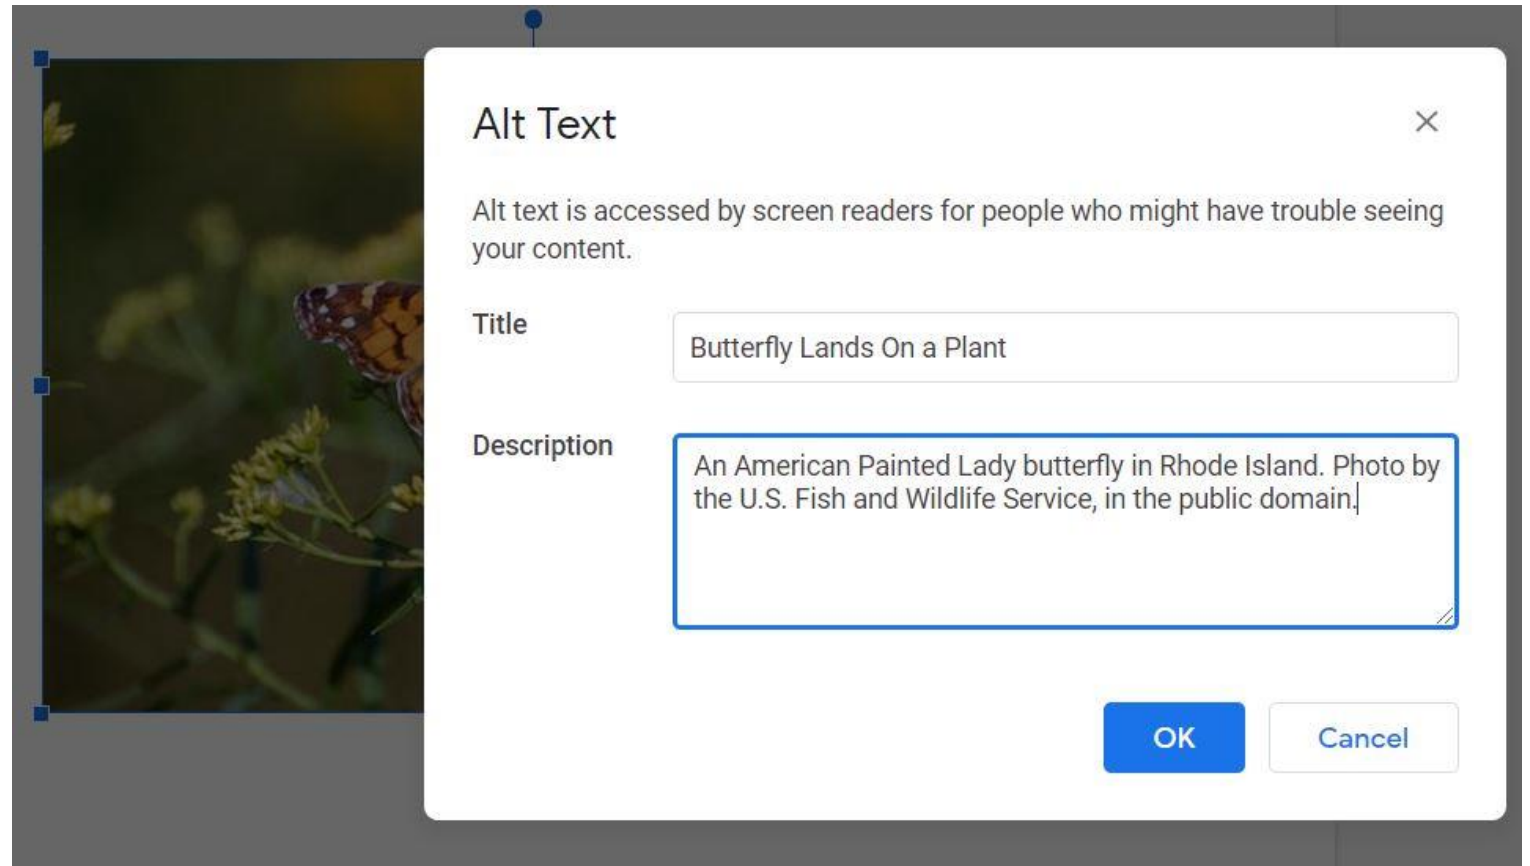 Alt Text
Alt text is accessed by screen readers for people who might have trouble seeing
your content.
Title
Butterfly Lands On a Plant
Description
An American Painted Lady butterfly in Rhode Island. Photo by
the U.S. Fish and Wildlife Service, in the public domain.
OK
Cancel